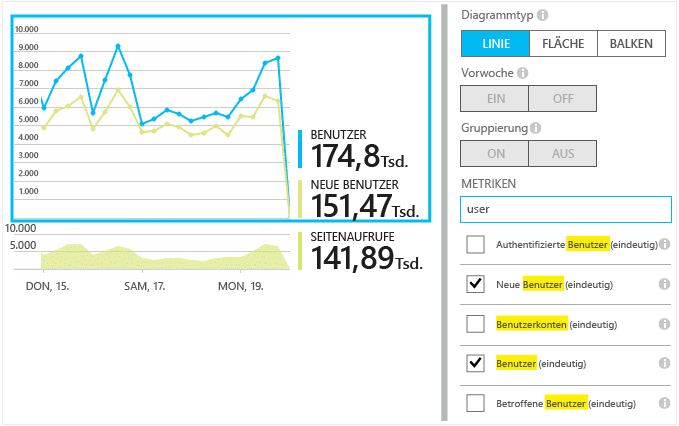 10.000
9.000
8.000
7.000
6.000
5.000
4.000
3.000
2.000
1.000
BENUTZER
174,8Tsd.
NEUE BENUTZER
151,47Tsd.
10.000
5.000
SEITENAUFRUFE
141,89Tsd.
DON, 15.
SAM, 17.
MON, 19.
Diagrammtyp
LINIE
FLÄCHE
BALKEN
Vorwoche
EIN
OFF
Gruppierung
ON
AUS
METRIKEN
user
Authentifizierte Benutzer (eindeutig)
Neue Benutzer (eindeutig)
Benutzerkonten (eindeutig)
Benutzer (eindeutig)
Betroffene Benutzer (eindeutig)